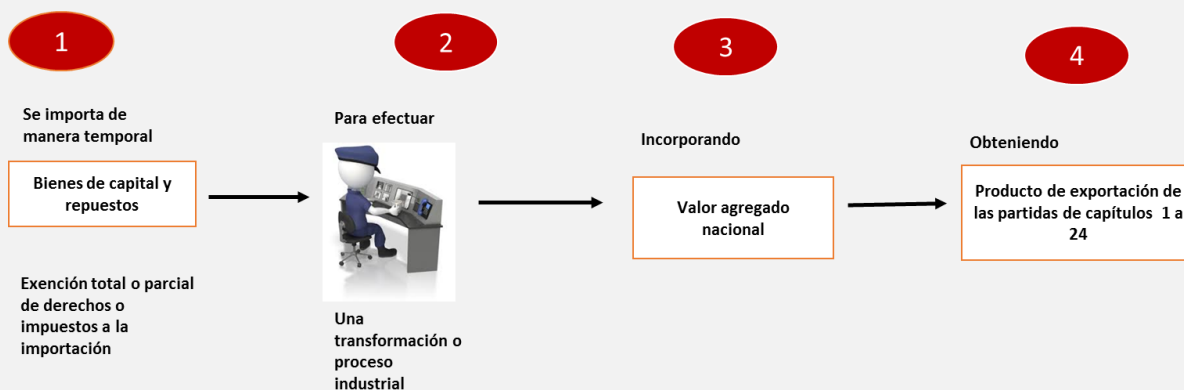 1
Se importa de
manera temporal
Bienes de capital y
repuestos
Exención total o parcial
de derechos o
impuestos a la
importación
2
Para efectuar
Una
transformación o
proceso
industrial
3
Incorporando
Valor agregado
nacional
4
Obteniendo
Producto de exportación de
las partidas de capítulos 1 a
24